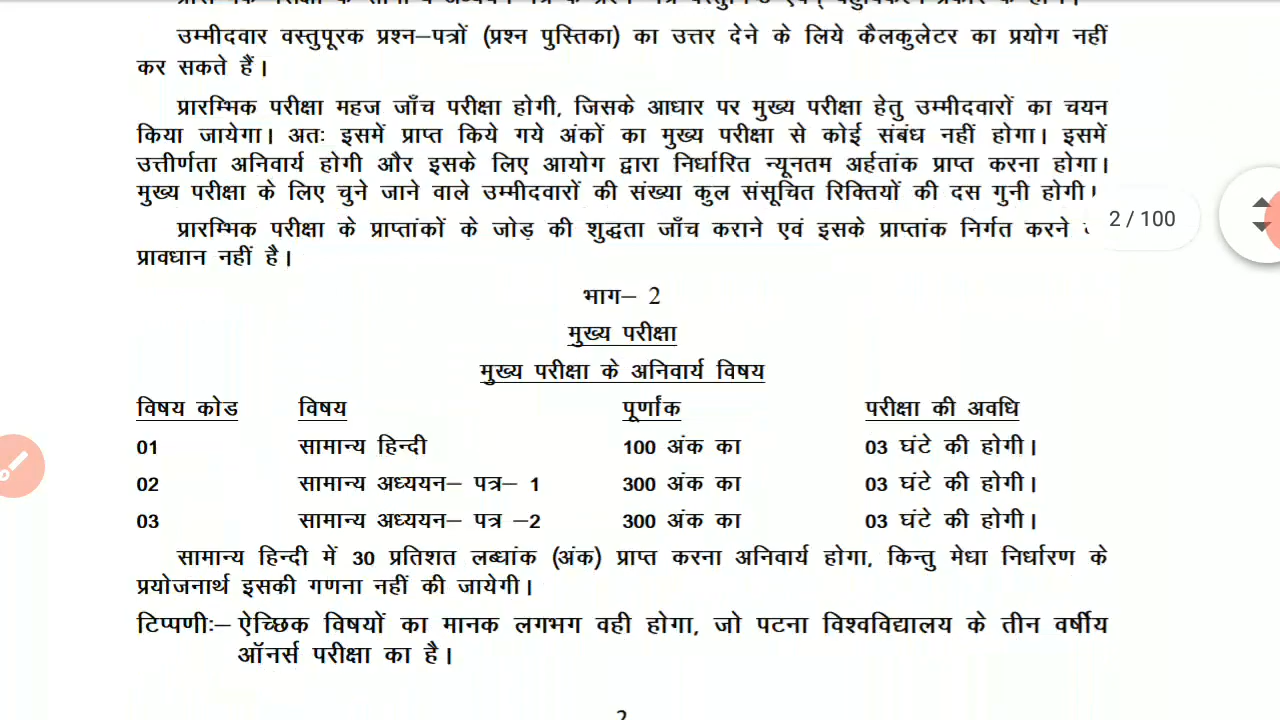 उम्मीदवार वस्तुपूरक प्रश्न–पत्रों (प्रश्न पुस्तिका) का उत्तर देने के लिये कैलकुलेटर का प्रयोग नहीं
कर सकते हैं।
प्रारम्भिक परीक्षा महज जाँच परीक्षा होगी, जिसके आधार पर मुख्य परीक्षा हेतु उम्मीदवारों का चयन
किया जायेगा। अतः इसमें प्राप्त किये गये अंकों का मुख्य परीक्षा से कोई संबंध नहीं होगा। इसमें
उत्तीर्णता अनिवार्य होगी और इसके लिए आयोग द्वारा निर्धारित न्यूनतम अर्हतांक प्राप्त करना होगा।
मुख्य परीक्षा के लिए चुने जाने वाले उम्मीदवारों की संख्या कुल संसूचित रिक्तियों की दस गुनी होगी।
2 / 100
प्रारम्भिक परीक्षा के प्राप्तांकों के जोड़ की शुद्धता जाँच कराने एवं इसके प्राप्तांक निर्गत करने
प्रावधान नहीं है।
भाग– 2
मुख्य परीक्षा
मुख्य परीक्षा के अनिवार्य विषय
विषय कोड विषय पूर्णांक परीक्षा की अवधि
01 सामान्य हिन्दी 100 अंक का 03 घंटे की होगी।
02 सामान्य अध्ययन– पत्र– 1 300 अंक का 03 घंटे की होगी।
03 सामान्य अध्ययन– पत्र –2 300 अंक का 03 घंटे की होगी।
सामान्य हिन्दी में 30 प्रतिशत लब्धांक (अंक) प्राप्त करना अनिवार्य होगा, किन्तु मेधा निर्धारण के
प्रयोजनार्थ इसकी गणना नहीं की जायेगी।
टिप्पणीः– ऐच्छिक विषयों का मानक लगभग वही होगा, जो पटना विश्वविद्यालय के तीन वर्षीय
ऑनर्स परीक्षा का है।
2